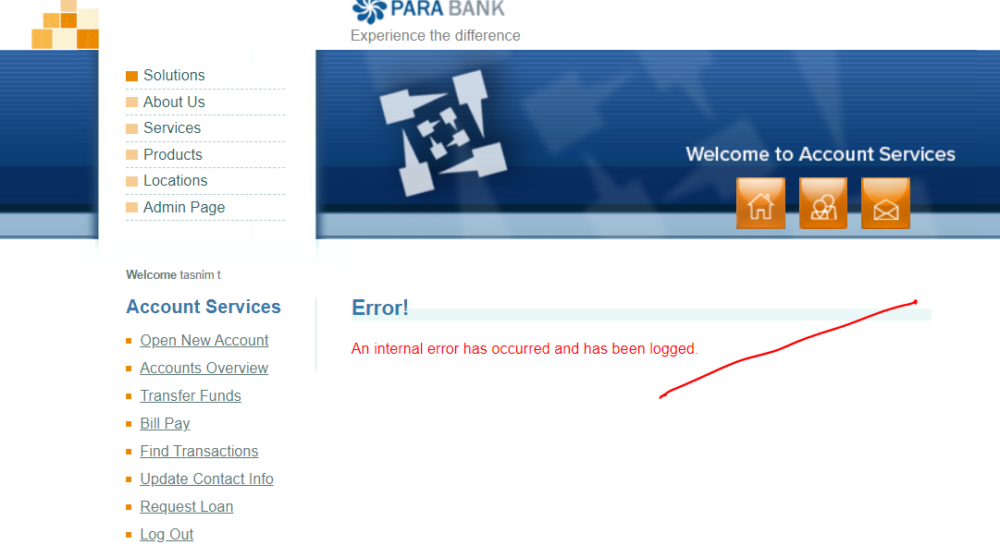 PARA BANK
Experience the difference
Solutions
About Us
Services
Products
Locations
Admin Page
Welcome to Account Services
Welcome tasnim t
Account Services
Open New Account
Accounts Overview
Transfer Funds
Bill Pay
Find Transactions
Update Contact Info
Request Loan
Log Out
Error!
An internal error has occurred and has been logged.